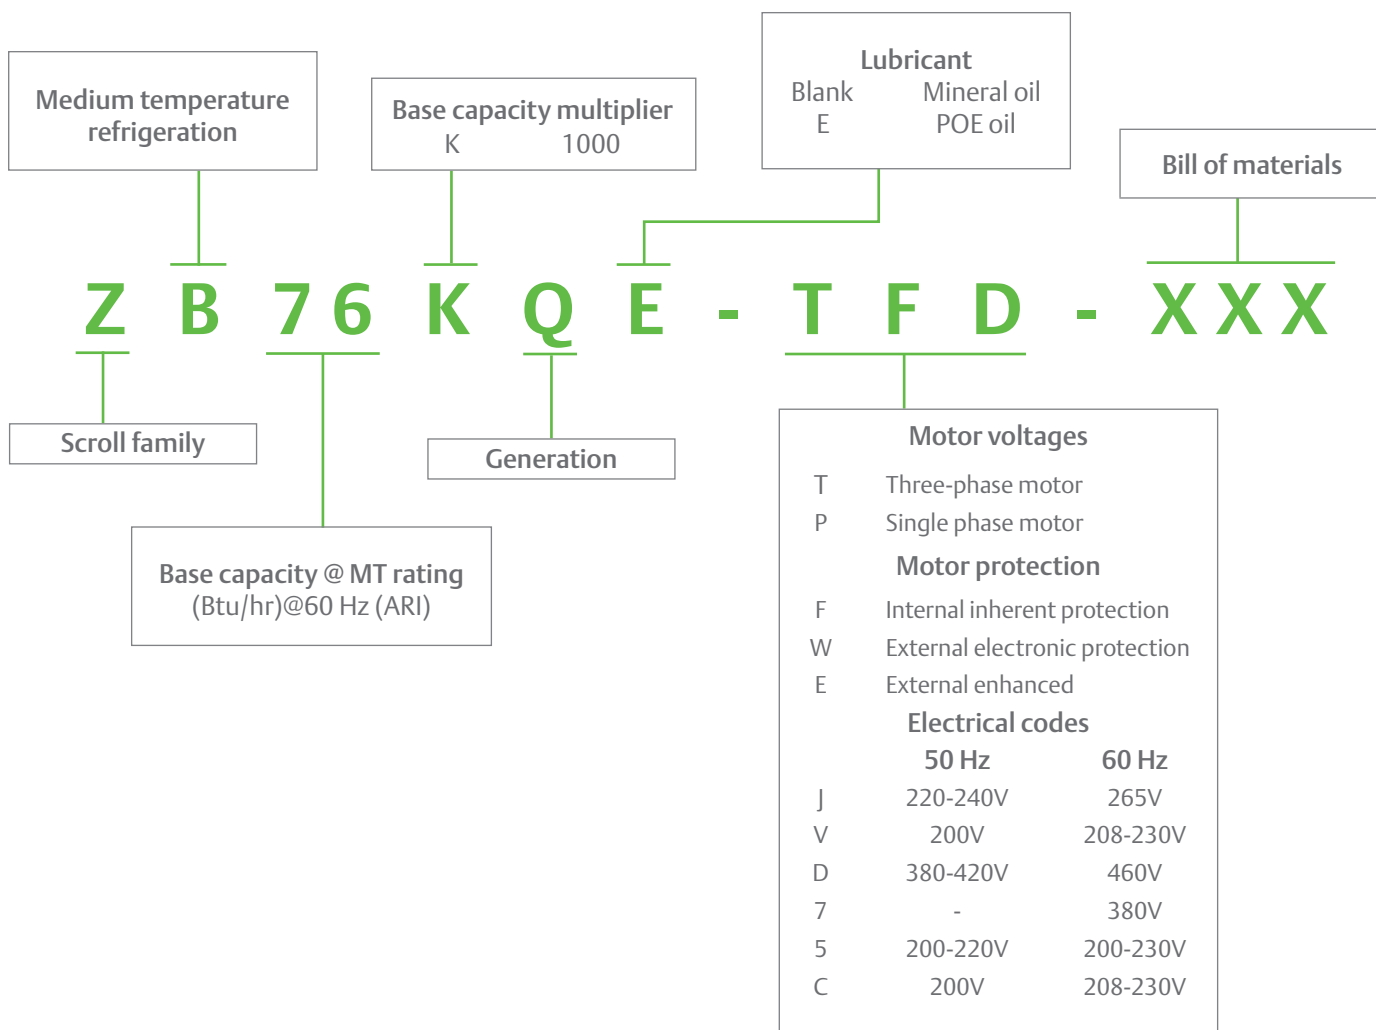 Medium temperature
refrigeration
Base capacity multiplier
K 1000
Lubricant
Blank Mineral oil
E POE oil
Bill of materials
Z B 7 6 K Q E - T F D - X X X
Scroll family
Generation
Base capacity @ MT rating
(Btu/hr)@60 Hz (ARI)
Motor voltages
T Three-phase motor
P Single phase motor
Motor protection
F Internal inherent protection
W External electronic protection
E External enhanced
Electrical codes
50 Hz 60 Hz
J 220-240V 265V
V 200V 208-230V
D 380-420V 460V
7 - 380V
5 200-220V 200-230V
C 200V 208-230V